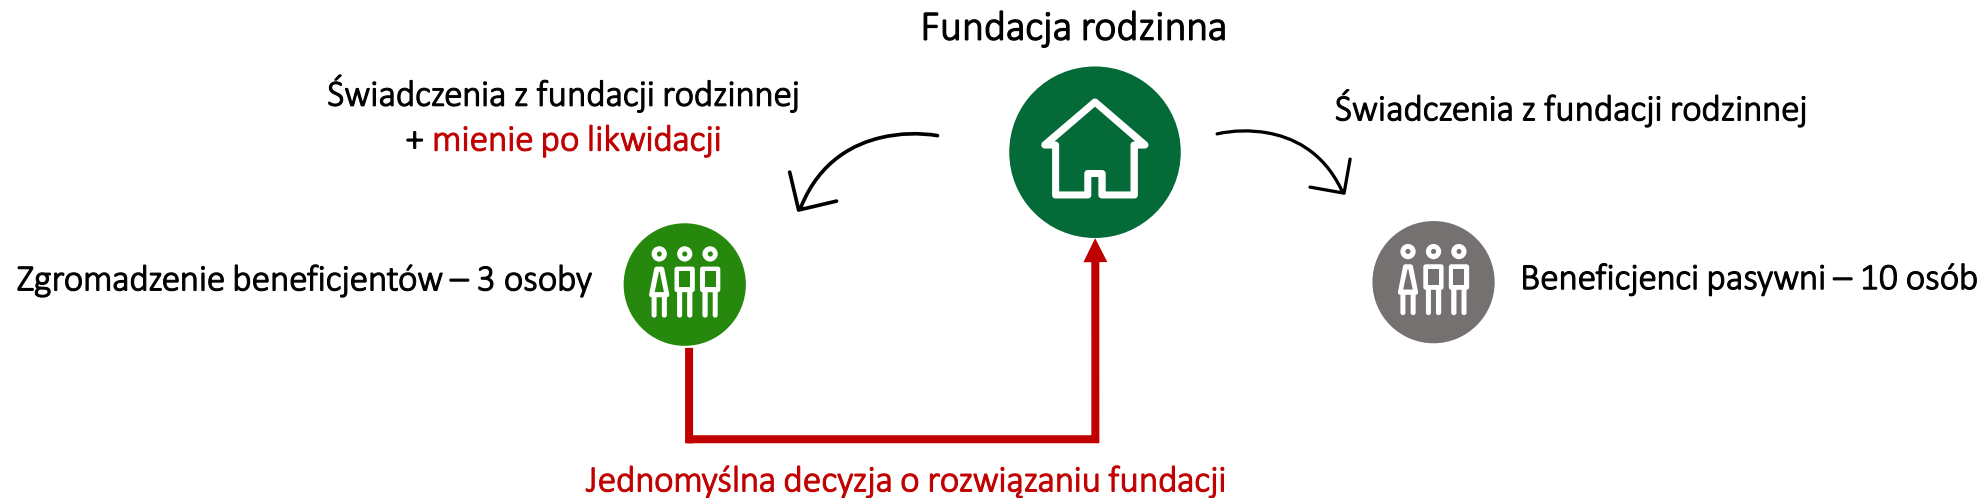 Fundacja rodzinna
Świadczenia z fundacji rodzinnej
+ mienie po likwidacji
Świadczenia z fundacji rodzinnej
Zgromadzenie beneficjentów – 3 osoby
Beneficjenci pasywni – 10 osób
Jednomyślna decyzja o rozwiązaniu fundacji